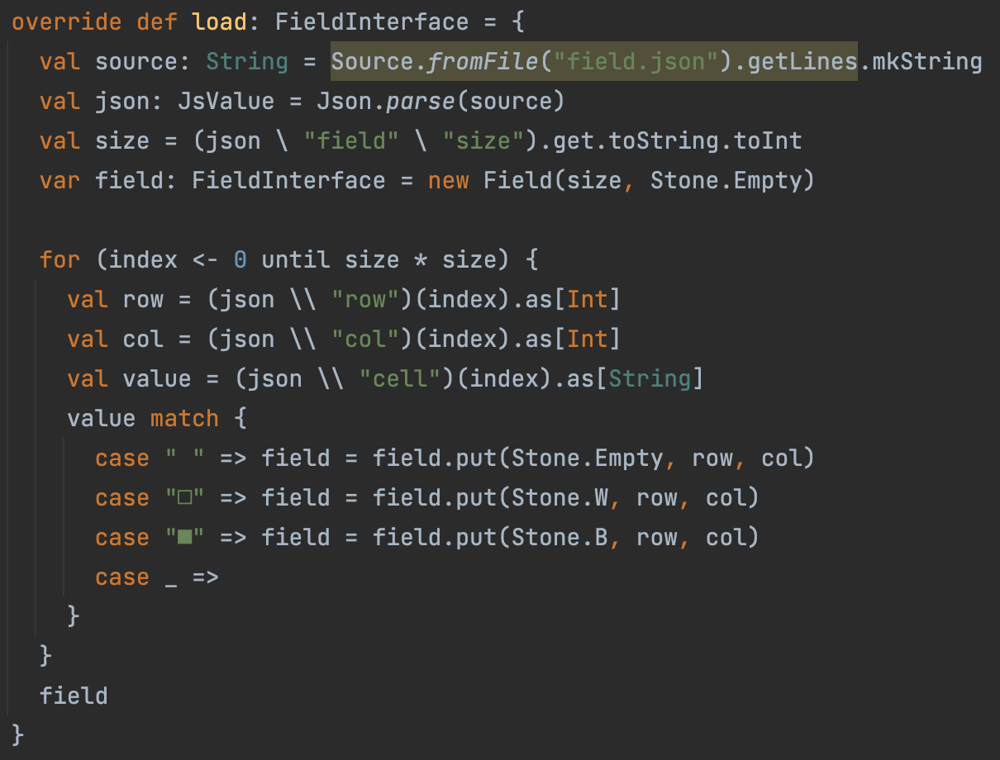 override def load: FieldInterface = {
  val source: String = Source.fromFile("field.json").getLines.mkString
  val json: JsValue = Json.parse(source)
  val size = (json \ "field" \ "size").get.toString.toInt
  var field: FieldInterface = new Field(size, Stone.Empty)

  for (index <- 0 until size * size) {
    val row = (json \\ "row")(index).as[Int]
    val col = (json \\ "col")(index).as[Int]
    val value = (json \\ "cell")(index).as[String]
    value match {
      case " " => field = field.put(Stone.Empty, row, col)
      case "□" => field = field.put(Stone.W, row, col)
      case "■" => field = field.put(Stone.B, row, col)
      case _ =>
    }
  }
  field
}